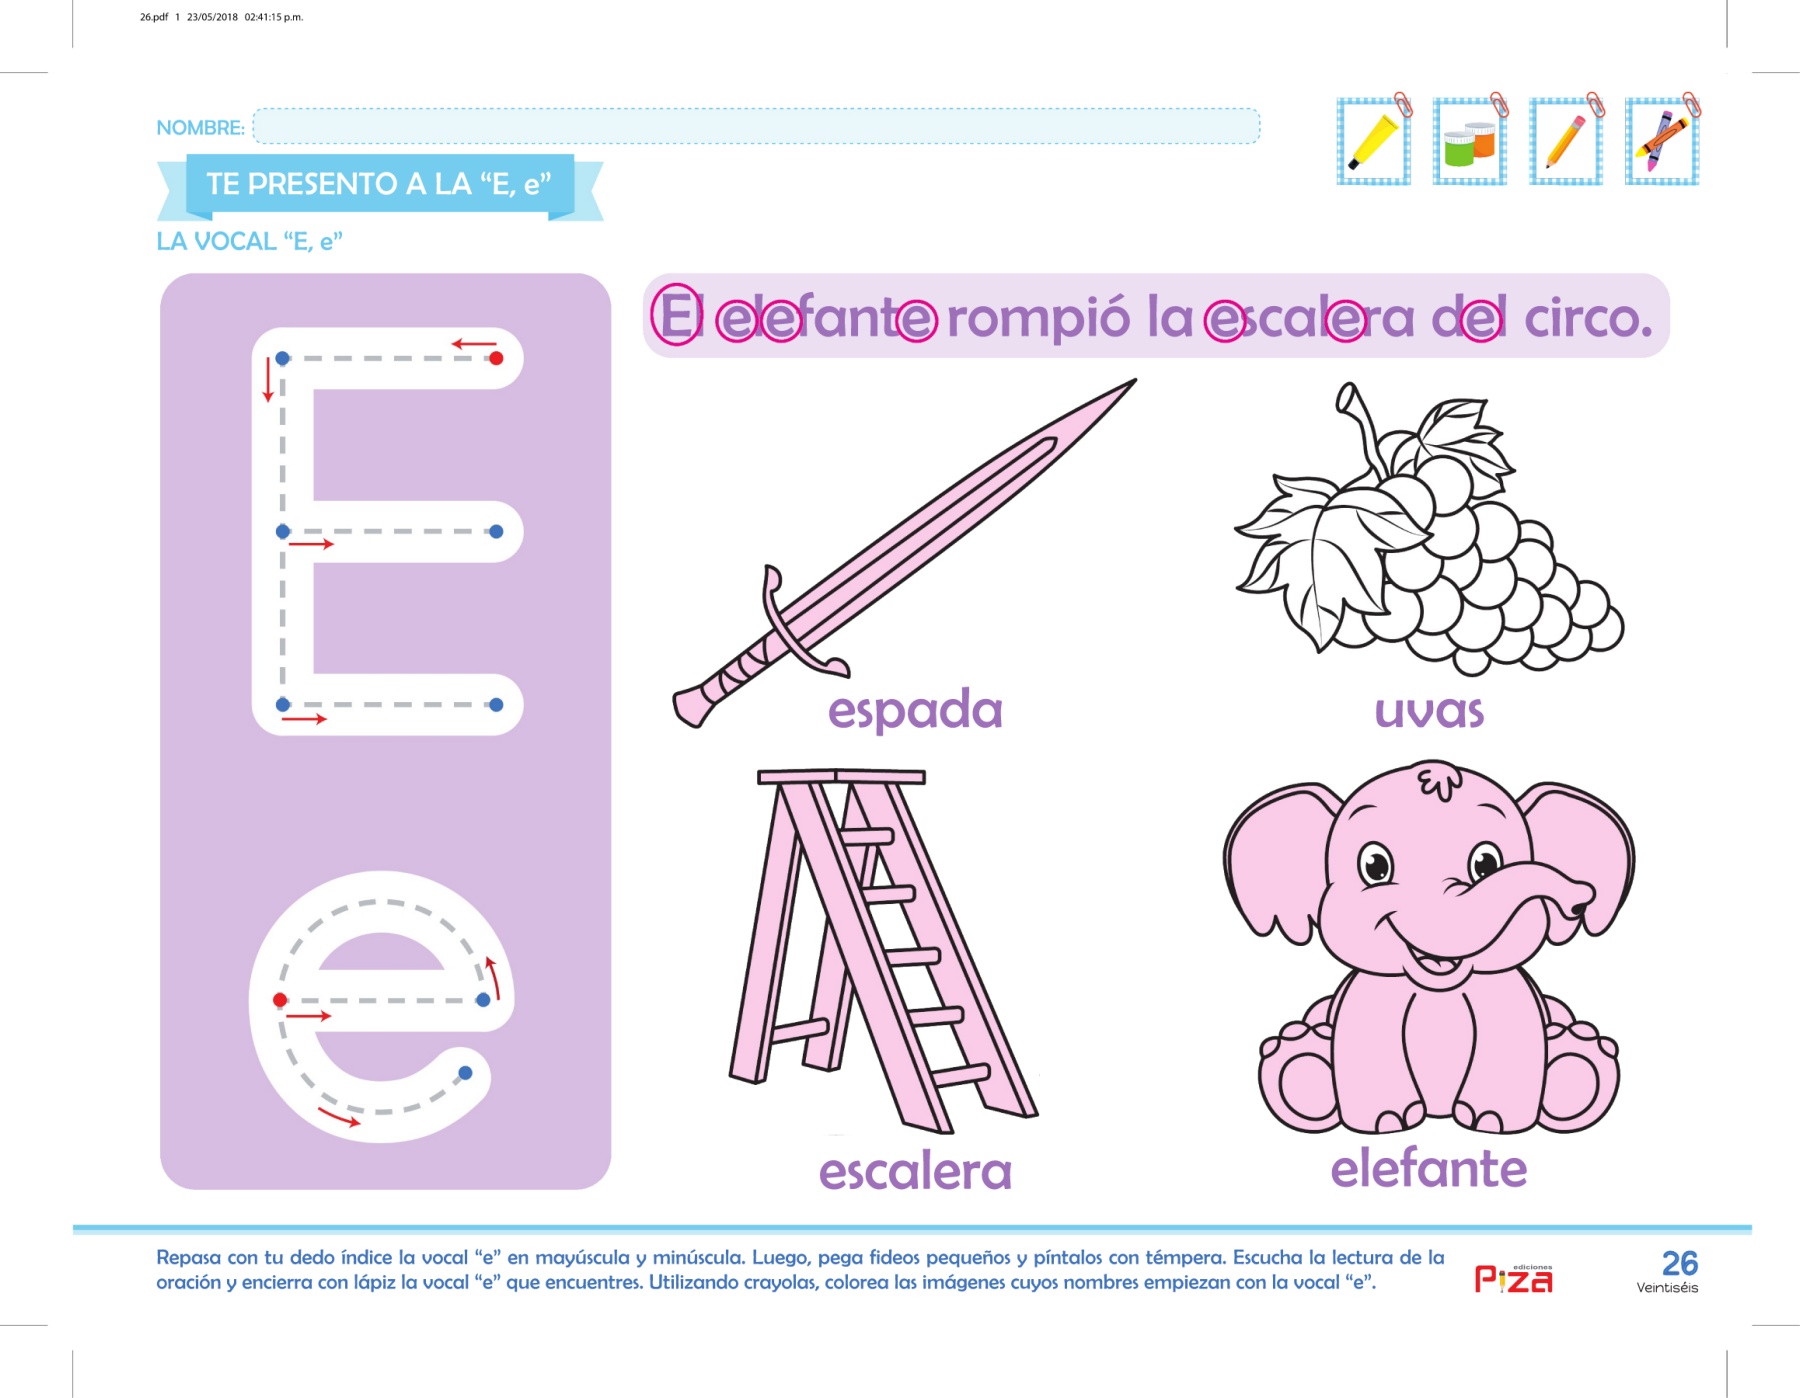 26.pdf 1 23/05/2018 02:41:15 p.m.
NOMBRE:
TE PRESENTO A LA “E, e”
LA VOCAL “E, e”
El elefante rompió la escalera del circo.
E
e
espada
uvas
escalera
elefante
Repasa con tu dedo índice la vocal “e” en mayúscula y minúscula. Luego, pega fideos pequeños y píntalos con témpera. Escucha la lectura de la
oración y encierra con lápiz la vocal “e” que encuentres. Utilizando crayolas, colorea las imágenes cuyos nombres empiezan con la vocal “e”.
ediciones
Piza
26
Veintiséis